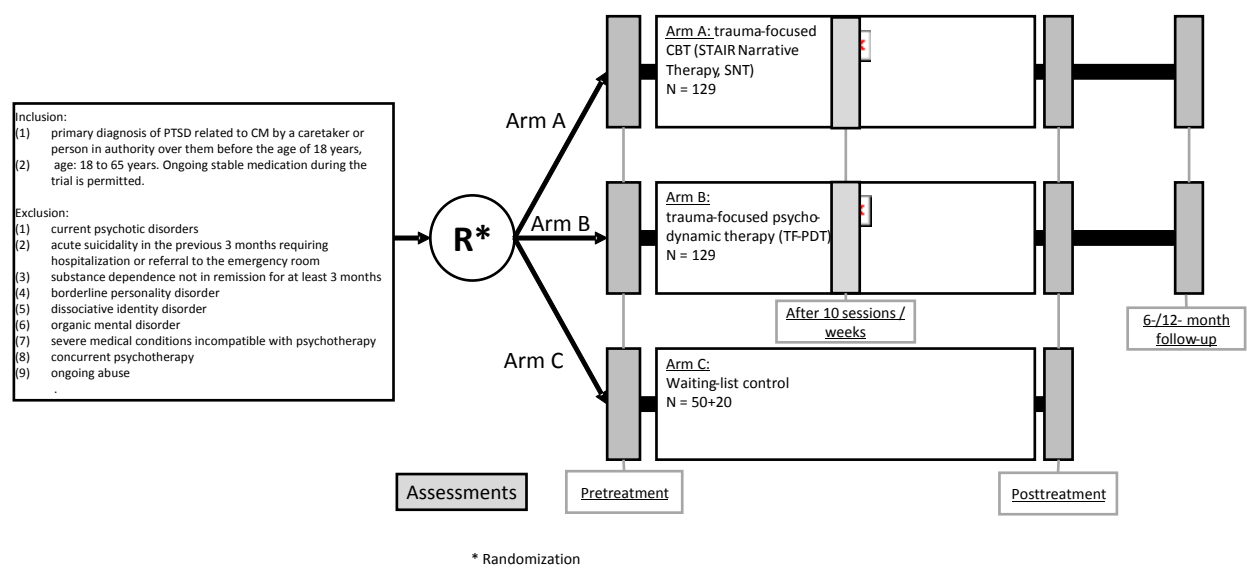 Inclusion:
(1) primary diagnosis of PTSD related to CM by a caretaker or
person in authority over them before the age of 18 years,
(2) age: 18 to 65 years. Ongoing stable medication during the
trial is permitted.
Exclusion:
(1) current psychotic disorders
(2) acute suicidality in the previous 3 months requiring
hospitalization or referral to the emergency room
(3) substance dependence not in remission for at least 3 months
(4) borderline personality disorder
(5) dissociative identity disorder
(6) organic mental disorder
(7) severe medical conditions incompatible with psychotherapy
(8) concurrent psychotherapy
(9) ongoing abuse
.
R*
Arm A
Arm B
Arm C
Arm A: trauma-focused
CBT (STAIR Narrative
Therapy, SNT)
N = 129
Arm B:
trauma-focused psycho-
dynamic therapy (TF-PDT)
N = 129
After 10 sessions /
weeks
6-/12- month
follow-up
Arm C:
Waiting-list control
N = 50+20
Assessments
Pretreatment
Posttreatment
* Randomization